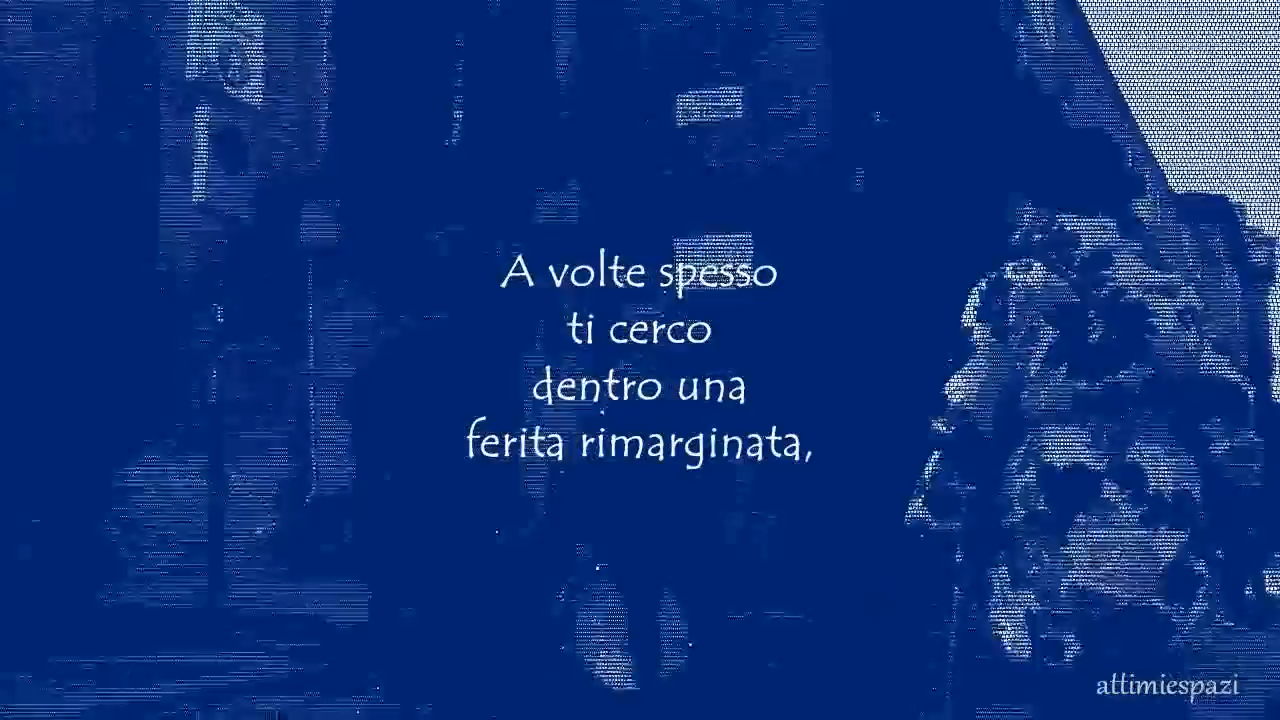 A volte spesso
ti cerco
dentro una
ferita rimarginata,
attimiespazi